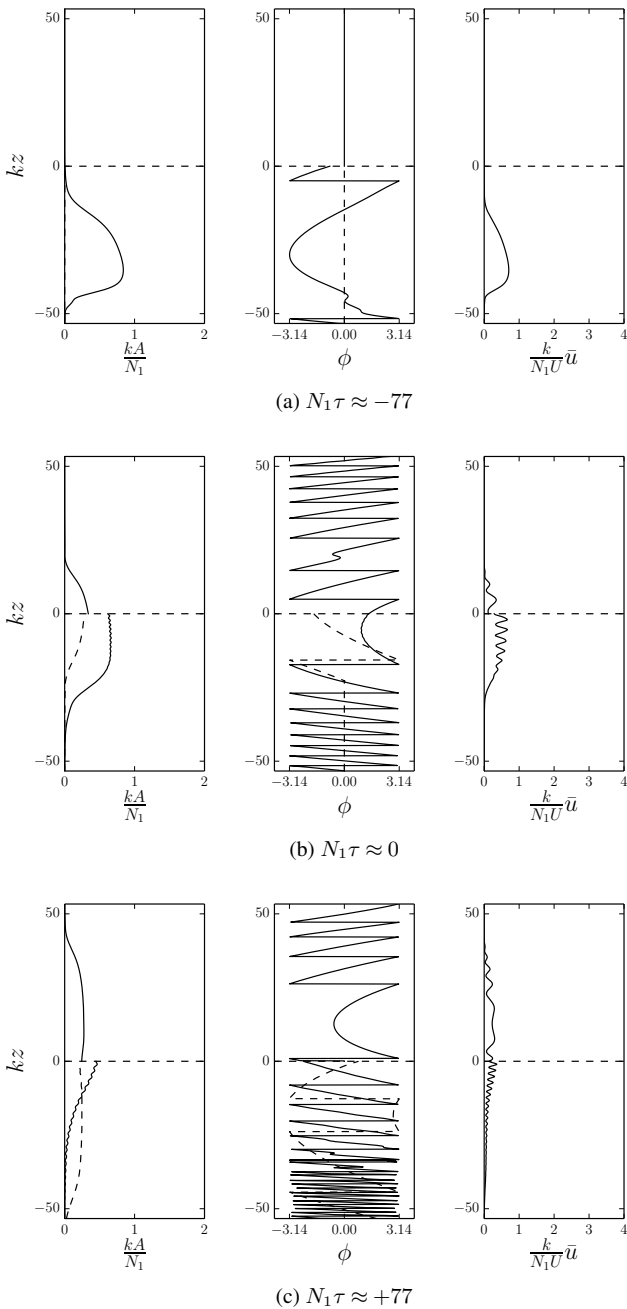 50
0
−50
kz
0 1 2
kA/N₁
−3.14 0.00 3.14
ϕ
0 1 2 3 4
k/(N₁U) ū
(a) N₁τ ≈ −77
50
0
−50
kz
0 1 2
kA/N₁
−3.14 0.00 3.14
ϕ
0 1 2 3 4
k/(N₁U) ū
(b) N₁τ ≈ 0
50
0
−50
kz
0 1 2
kA/N₁
−3.14 0.00 3.14
ϕ
0 1 2 3 4
k/(N₁U) ū
(c) N₁τ ≈ +77